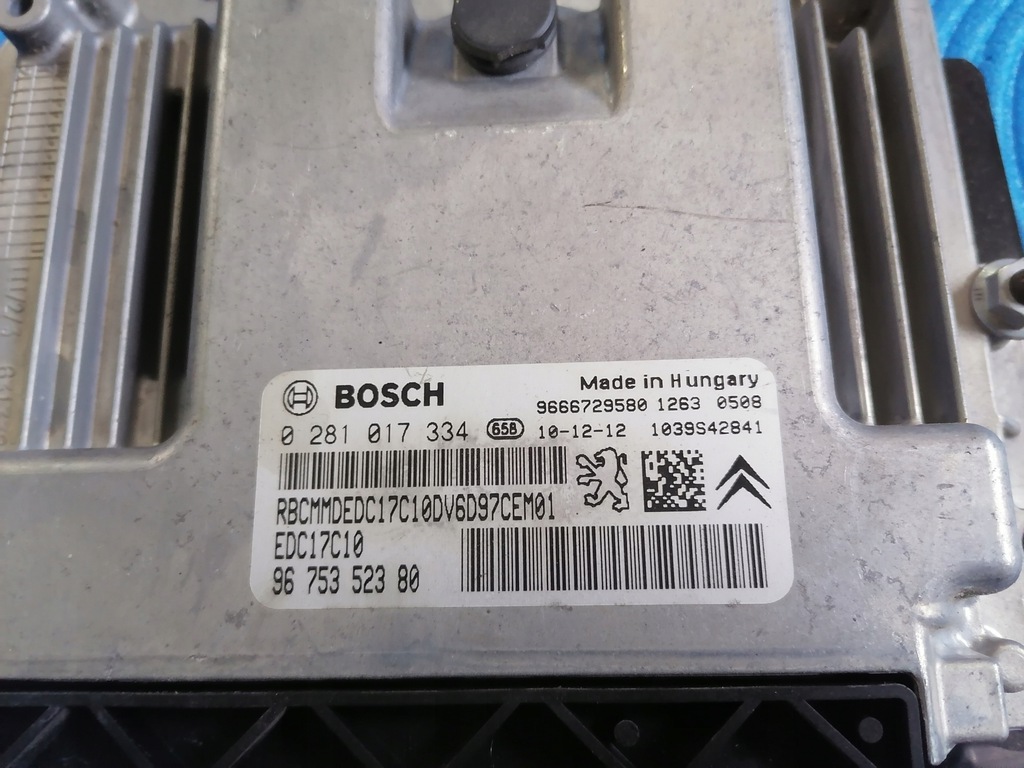 BOSCH
Made in Hungary
9666729580 1263 0508
0 281 017 334 658 10-12-12 1039S42841
RBCMMDEDC17C10DV6D97CEM01
EDC17C10
96 753 523 80